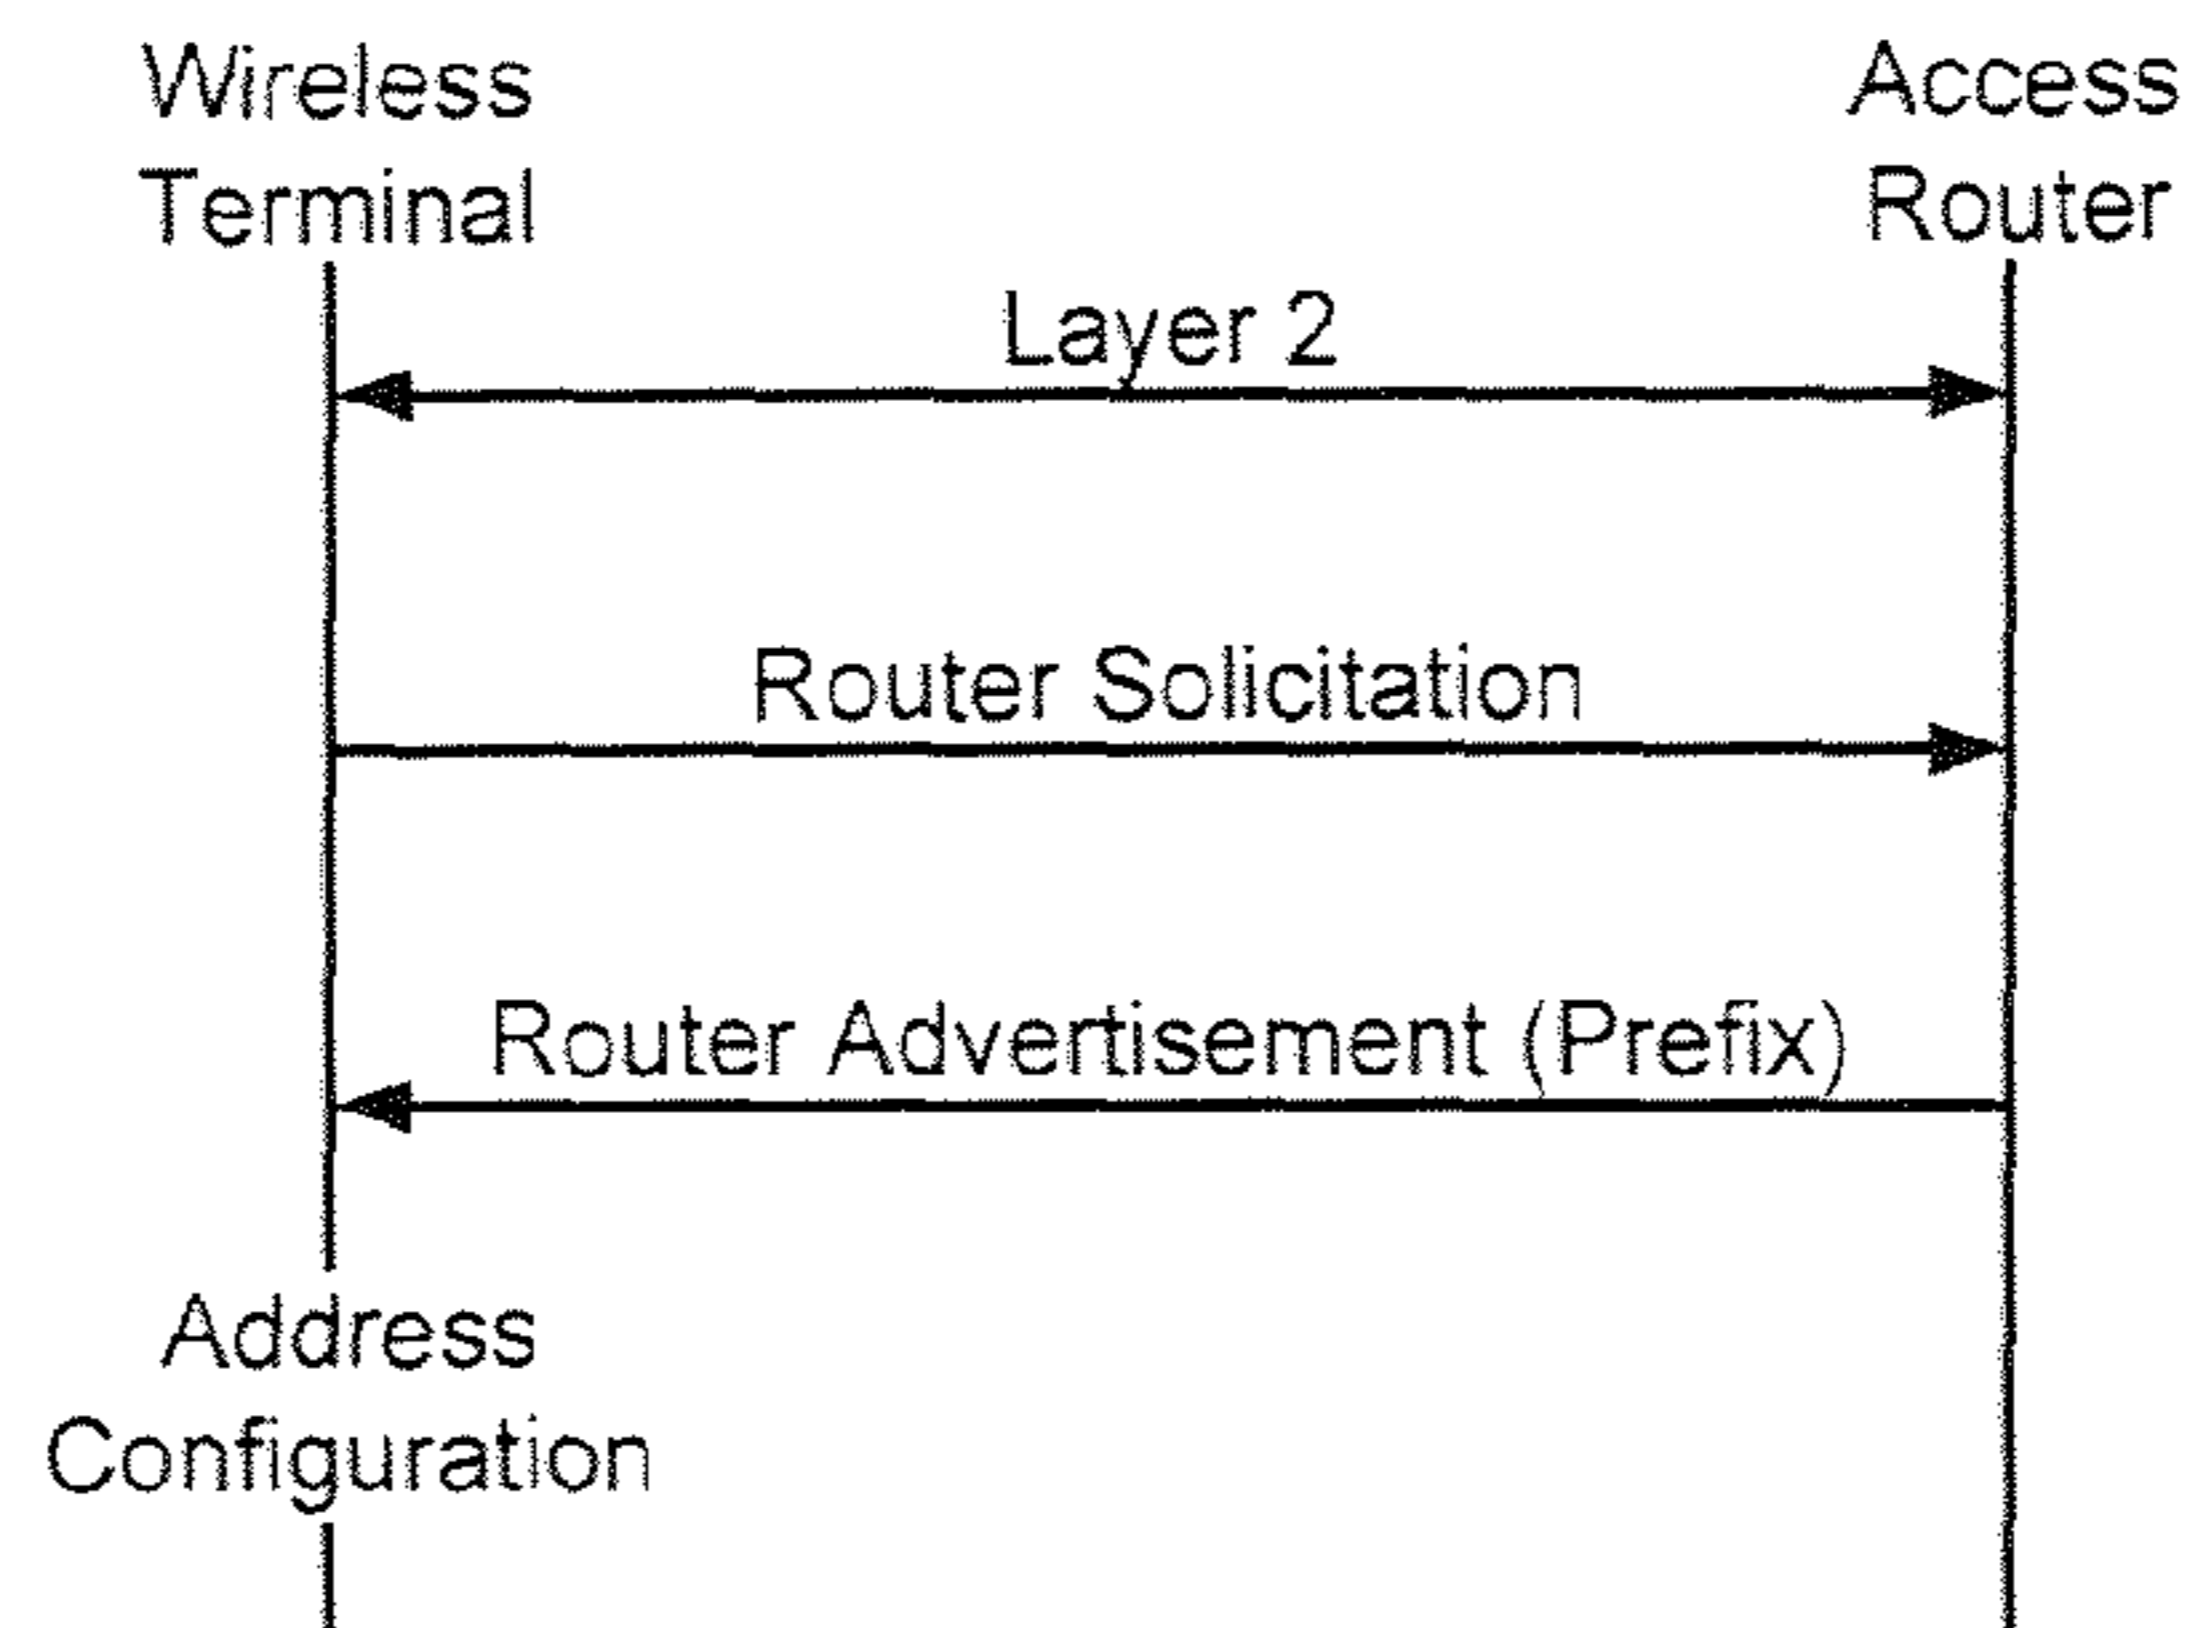 Wireless
Terminal
Access
Router
Layer 2
Router Solicitation
Router Advertisement (Prefix)
Address
Configuration